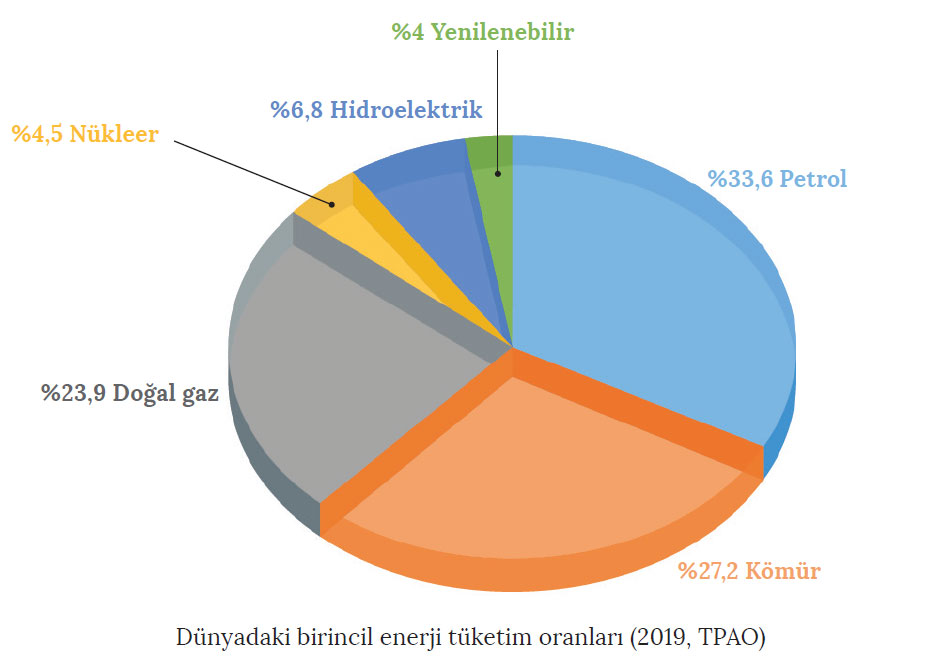 %4 Yenilenebilir
%6,8 Hidroelektrik
%4,5 Nükleer
%33,6 Petrol
%23,9 Doğal gaz
%27,2 Kömür
Dünyadaki birincil enerji tüketim oranları (2019, TPAO)